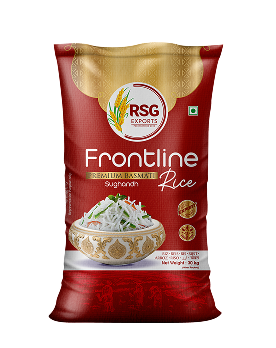 RSG
EXPORTS
Frontline
PREMIUM BASMATI
Rice
Sughandh
Net Weight - 30 kg